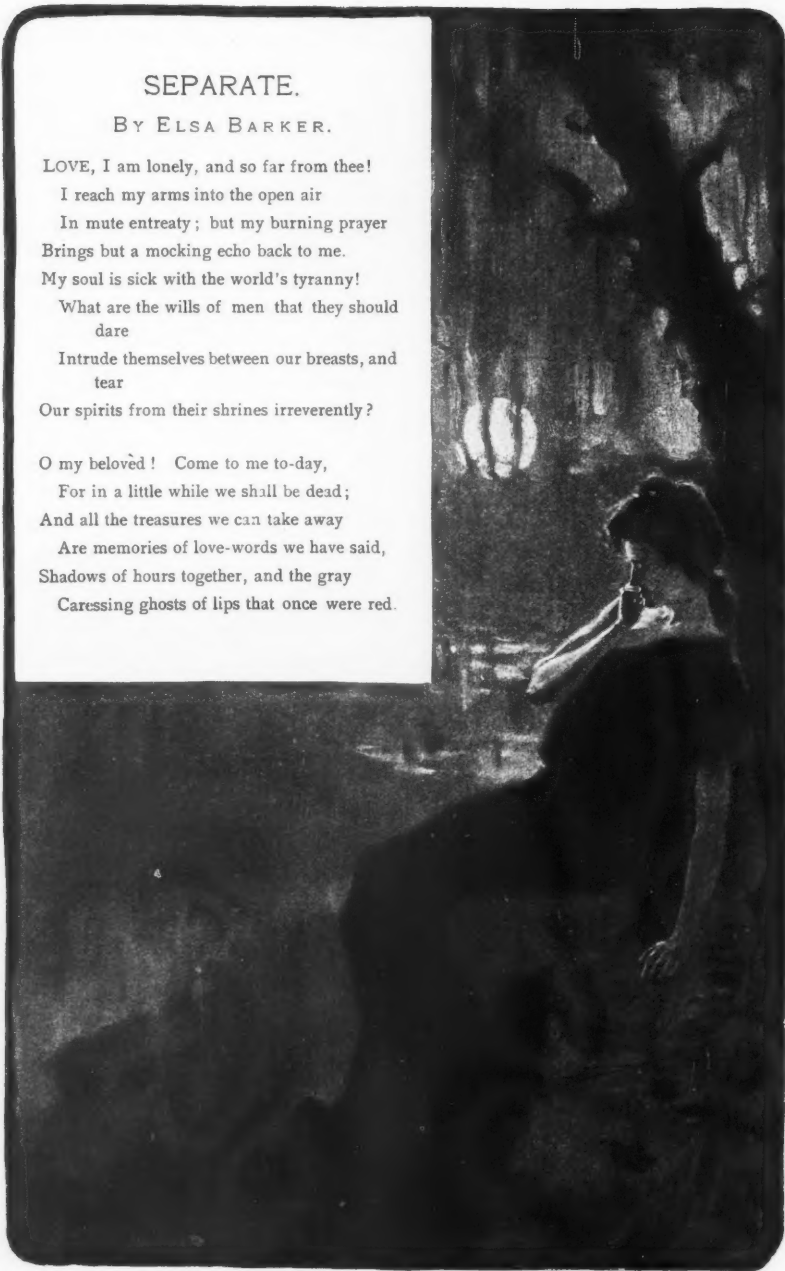 SEPARATE.
BY ELSA BARKER.
LOVE, I am lonely, and so far from thee!
I reach my arms into the open air
In mute entreaty; but my burning prayer
Brings but a mocking echo back to me.
My soul is sick with the world's tyranny!
What are the wills of men that they should
dare
Intrude themselves between our breasts, and
tear
Our spirits from their shrines irreverently?
O my belovèd! Come to me to-day,
For in a little while we shall be dead;
And all the treasures we can take away
Are memories of love-words we have said,
Shadows of hours together, and the gray
Caressing ghosts of lips that once were red.